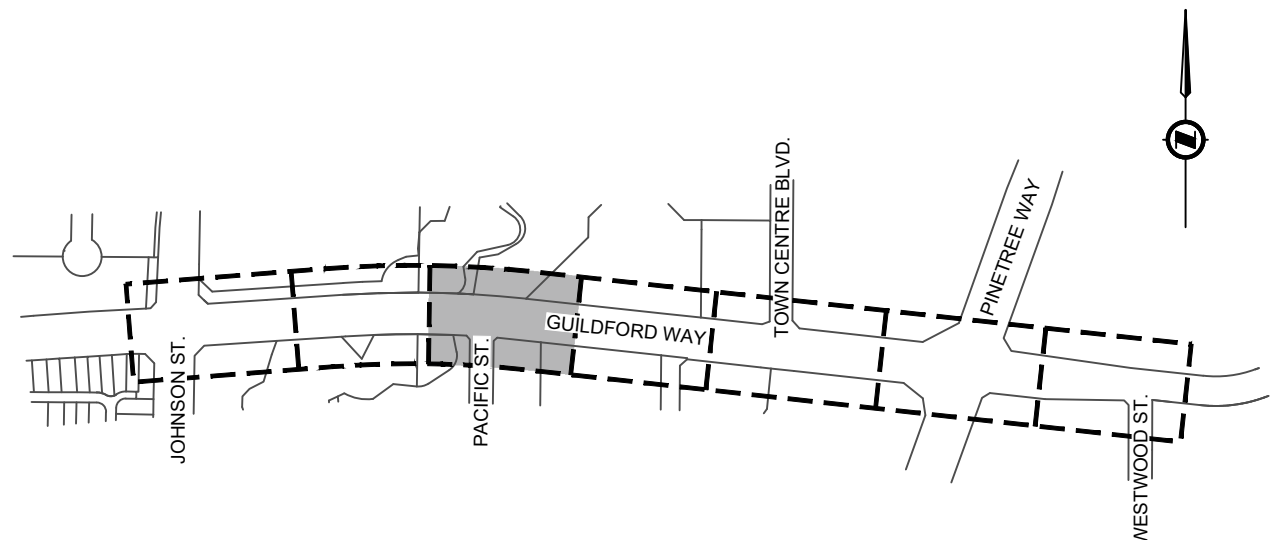 TOWN CENTRE BLVD.
PINETREE WAY
GUILDFORD WAY
JOHNSON ST.
PACIFIC ST.
WESTWOOD ST.
N